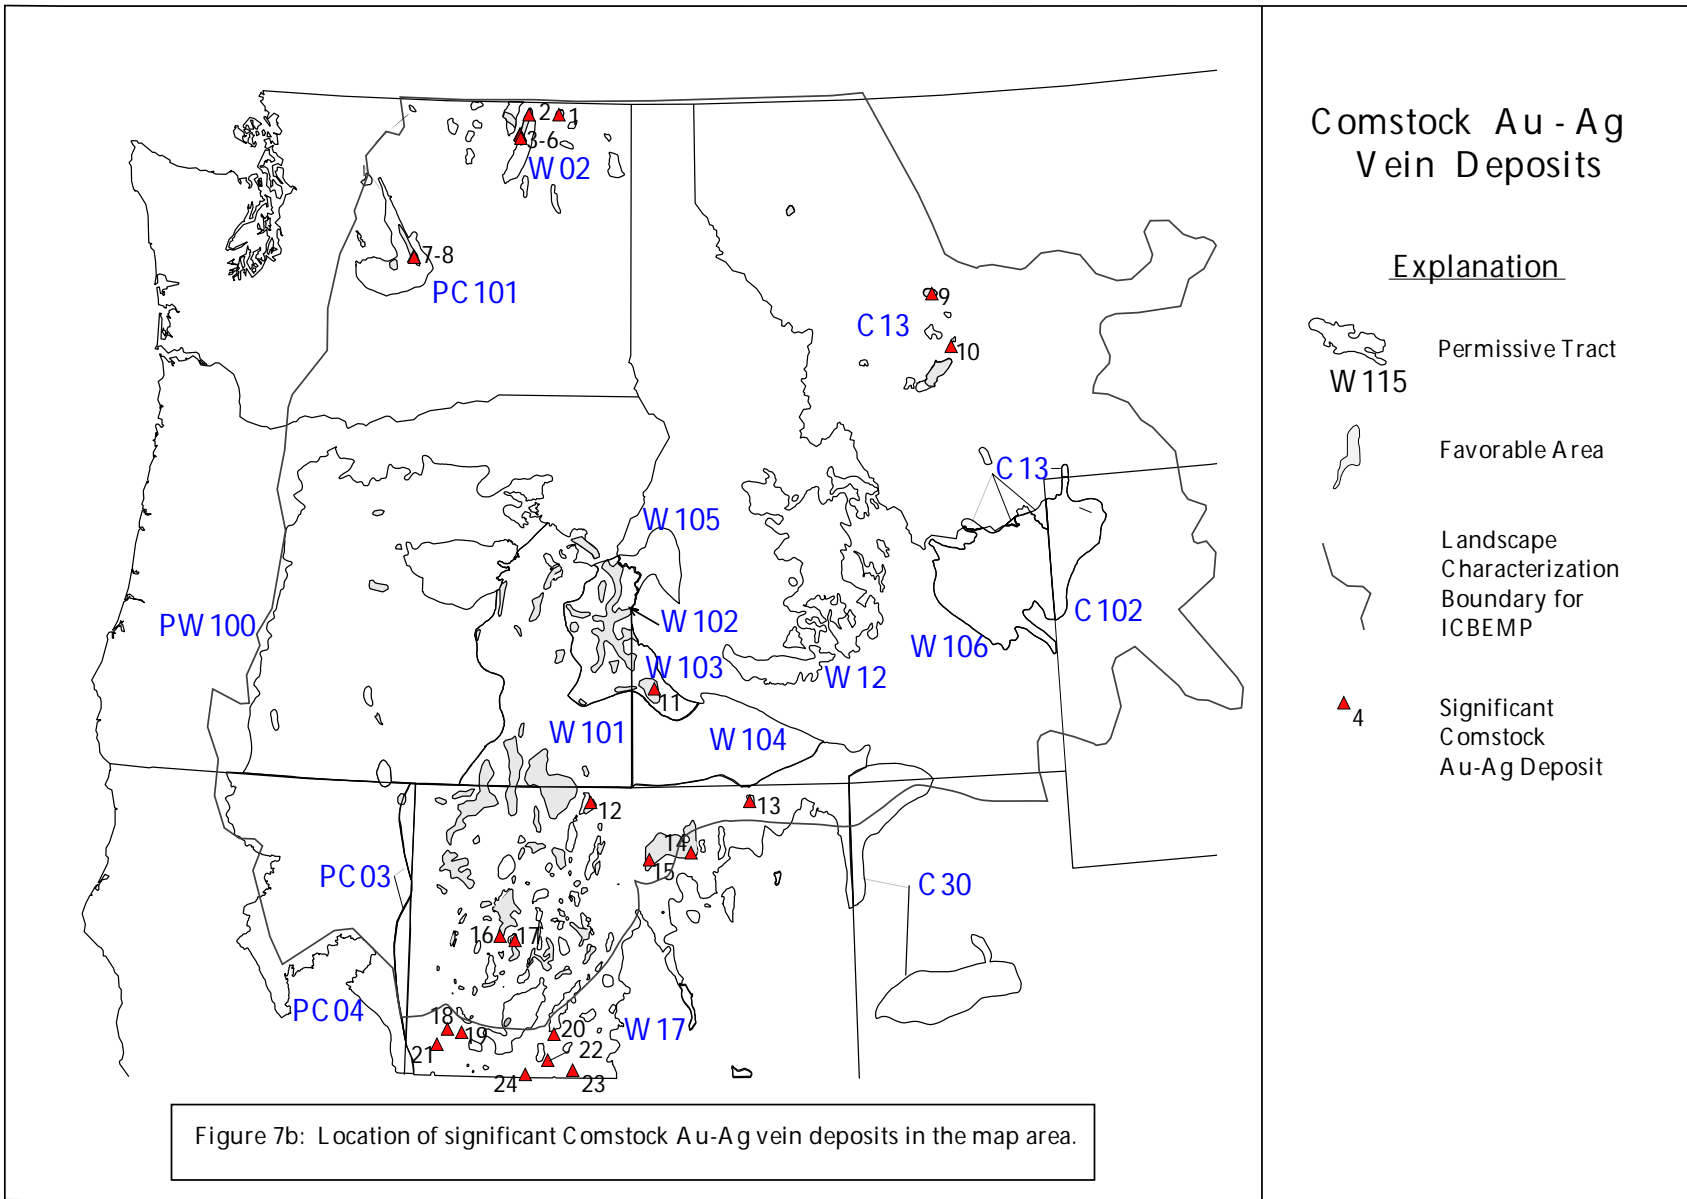 Comstock Au - Ag
Vein Deposits
Explanation
Permissive Tract
W115
Favorable Area
Landscape
Characterization
Boundary for
ICBEMP
4
Significant
Comstock
Au-Ag Deposit
2
1
3-6
W02
7-8
PC101
9
C13
10
C13
W105
PW100
W102
C102
W106
W103
W12
11
W101
W104
12
13
14
15
PC03
C30
16
17
PC04
18
19
20
W17
21
22
24
23
Figure 7b: Location of significant Comstock Au-Ag vein deposits in the map area.